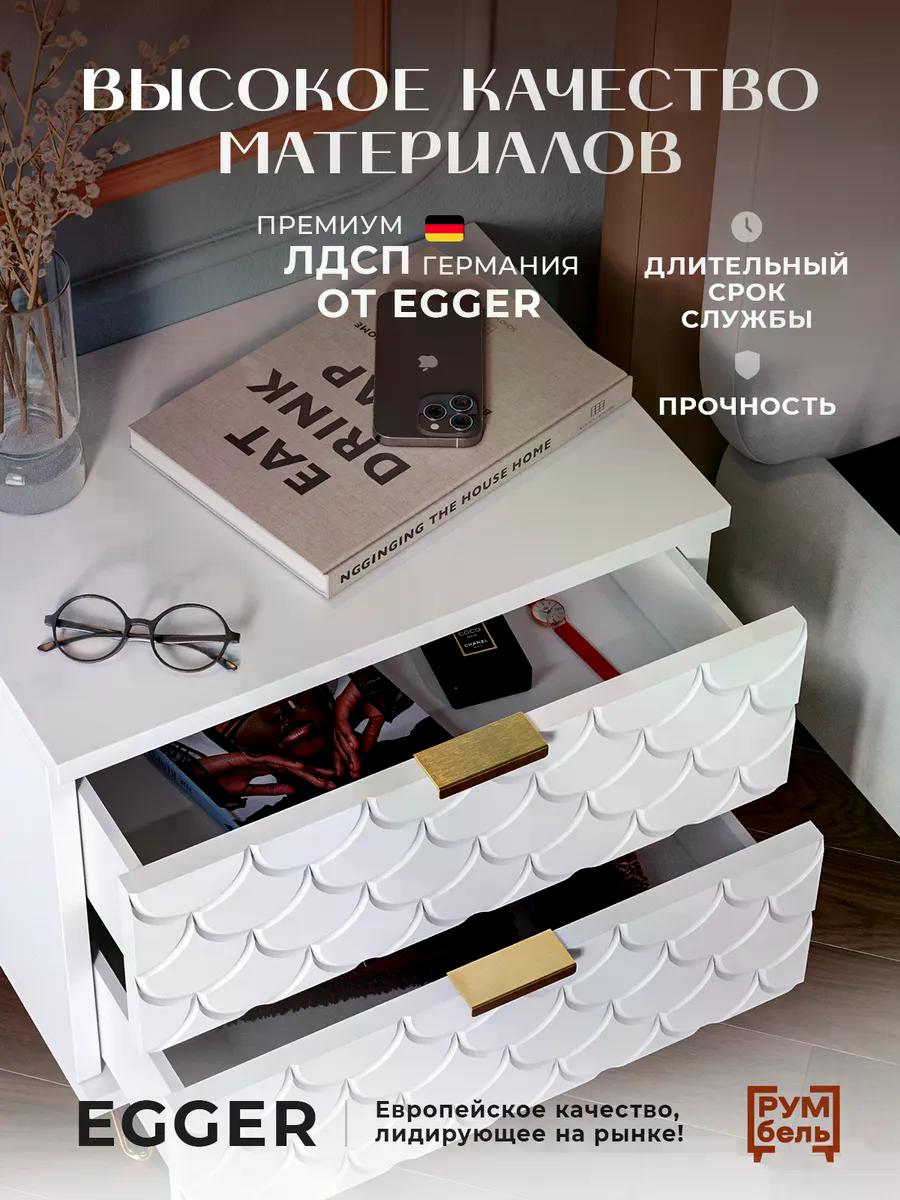 ВЫСОКОЕ КАЧЕСТВО
МАТЕРИАЛОВ
ПРЕМИУМ
ЛДСП ГЕРМАНИЯ
ОТ EGGER
ДЛИТЕЛЬНЫЙ
СРОК
СЛУЖБЫ
ПРОЧНОСТЬ
EAT
DRINK
HOME
NGGINGING THE HOUSE HOME
COCO
CHANEL
EGGER
Европейское качество,
лидирующее на рынке!
РУМ
бель